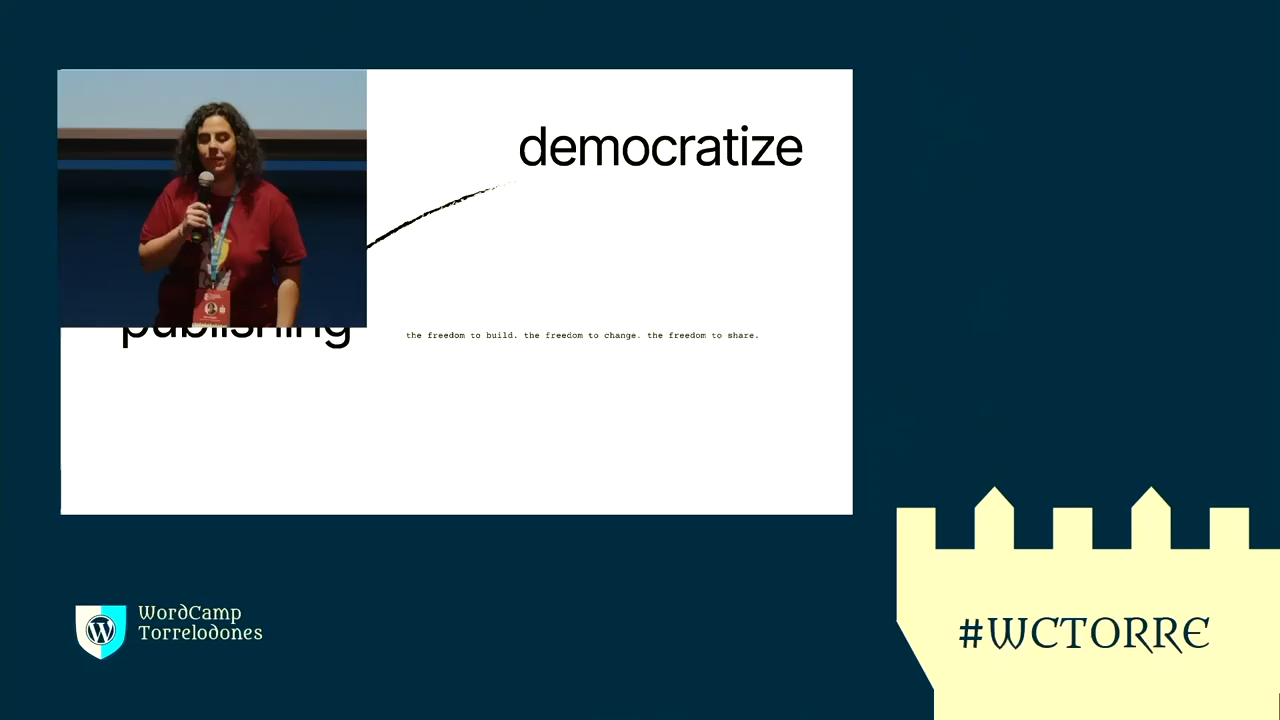 democratize
publishing
the freedom to build. the freedom to change. the freedom to share.
WordCamp
Torrelodones
#WCTORRE